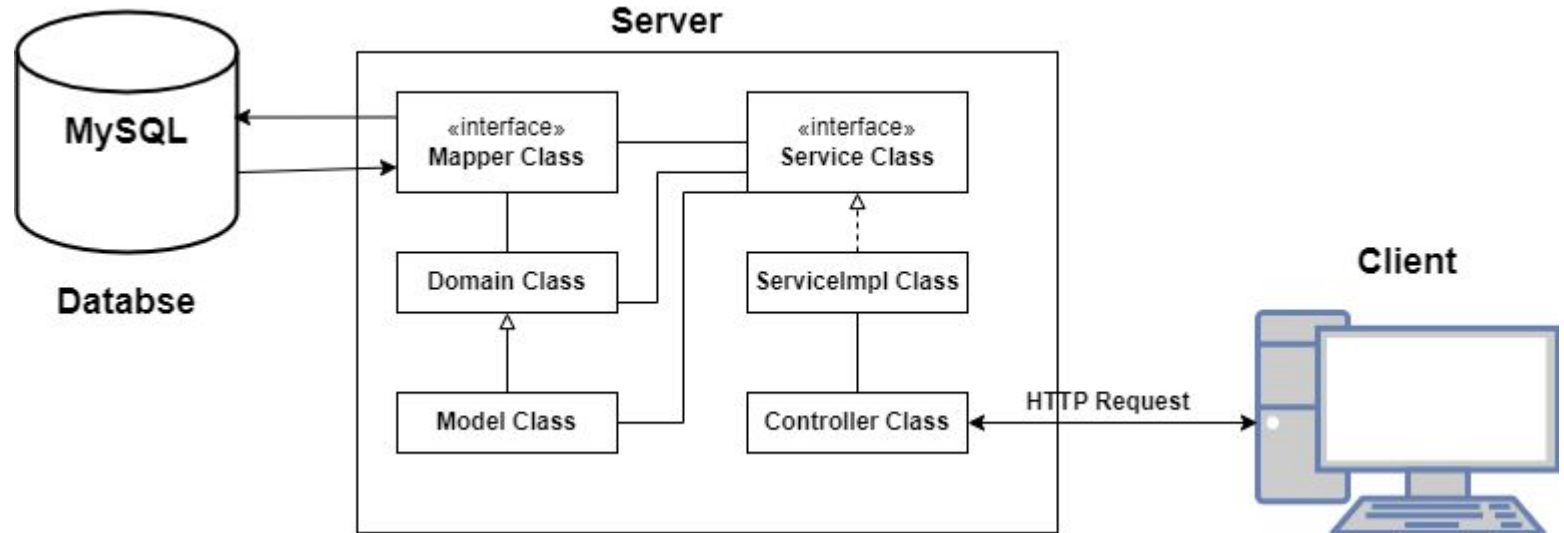 Server
MySQL
Databse
«interface»
Mapper Class
«interface»
Service Class
Domain Class
ServiceImpl Class
Model Class
Controller Class
HTTP Request
Client